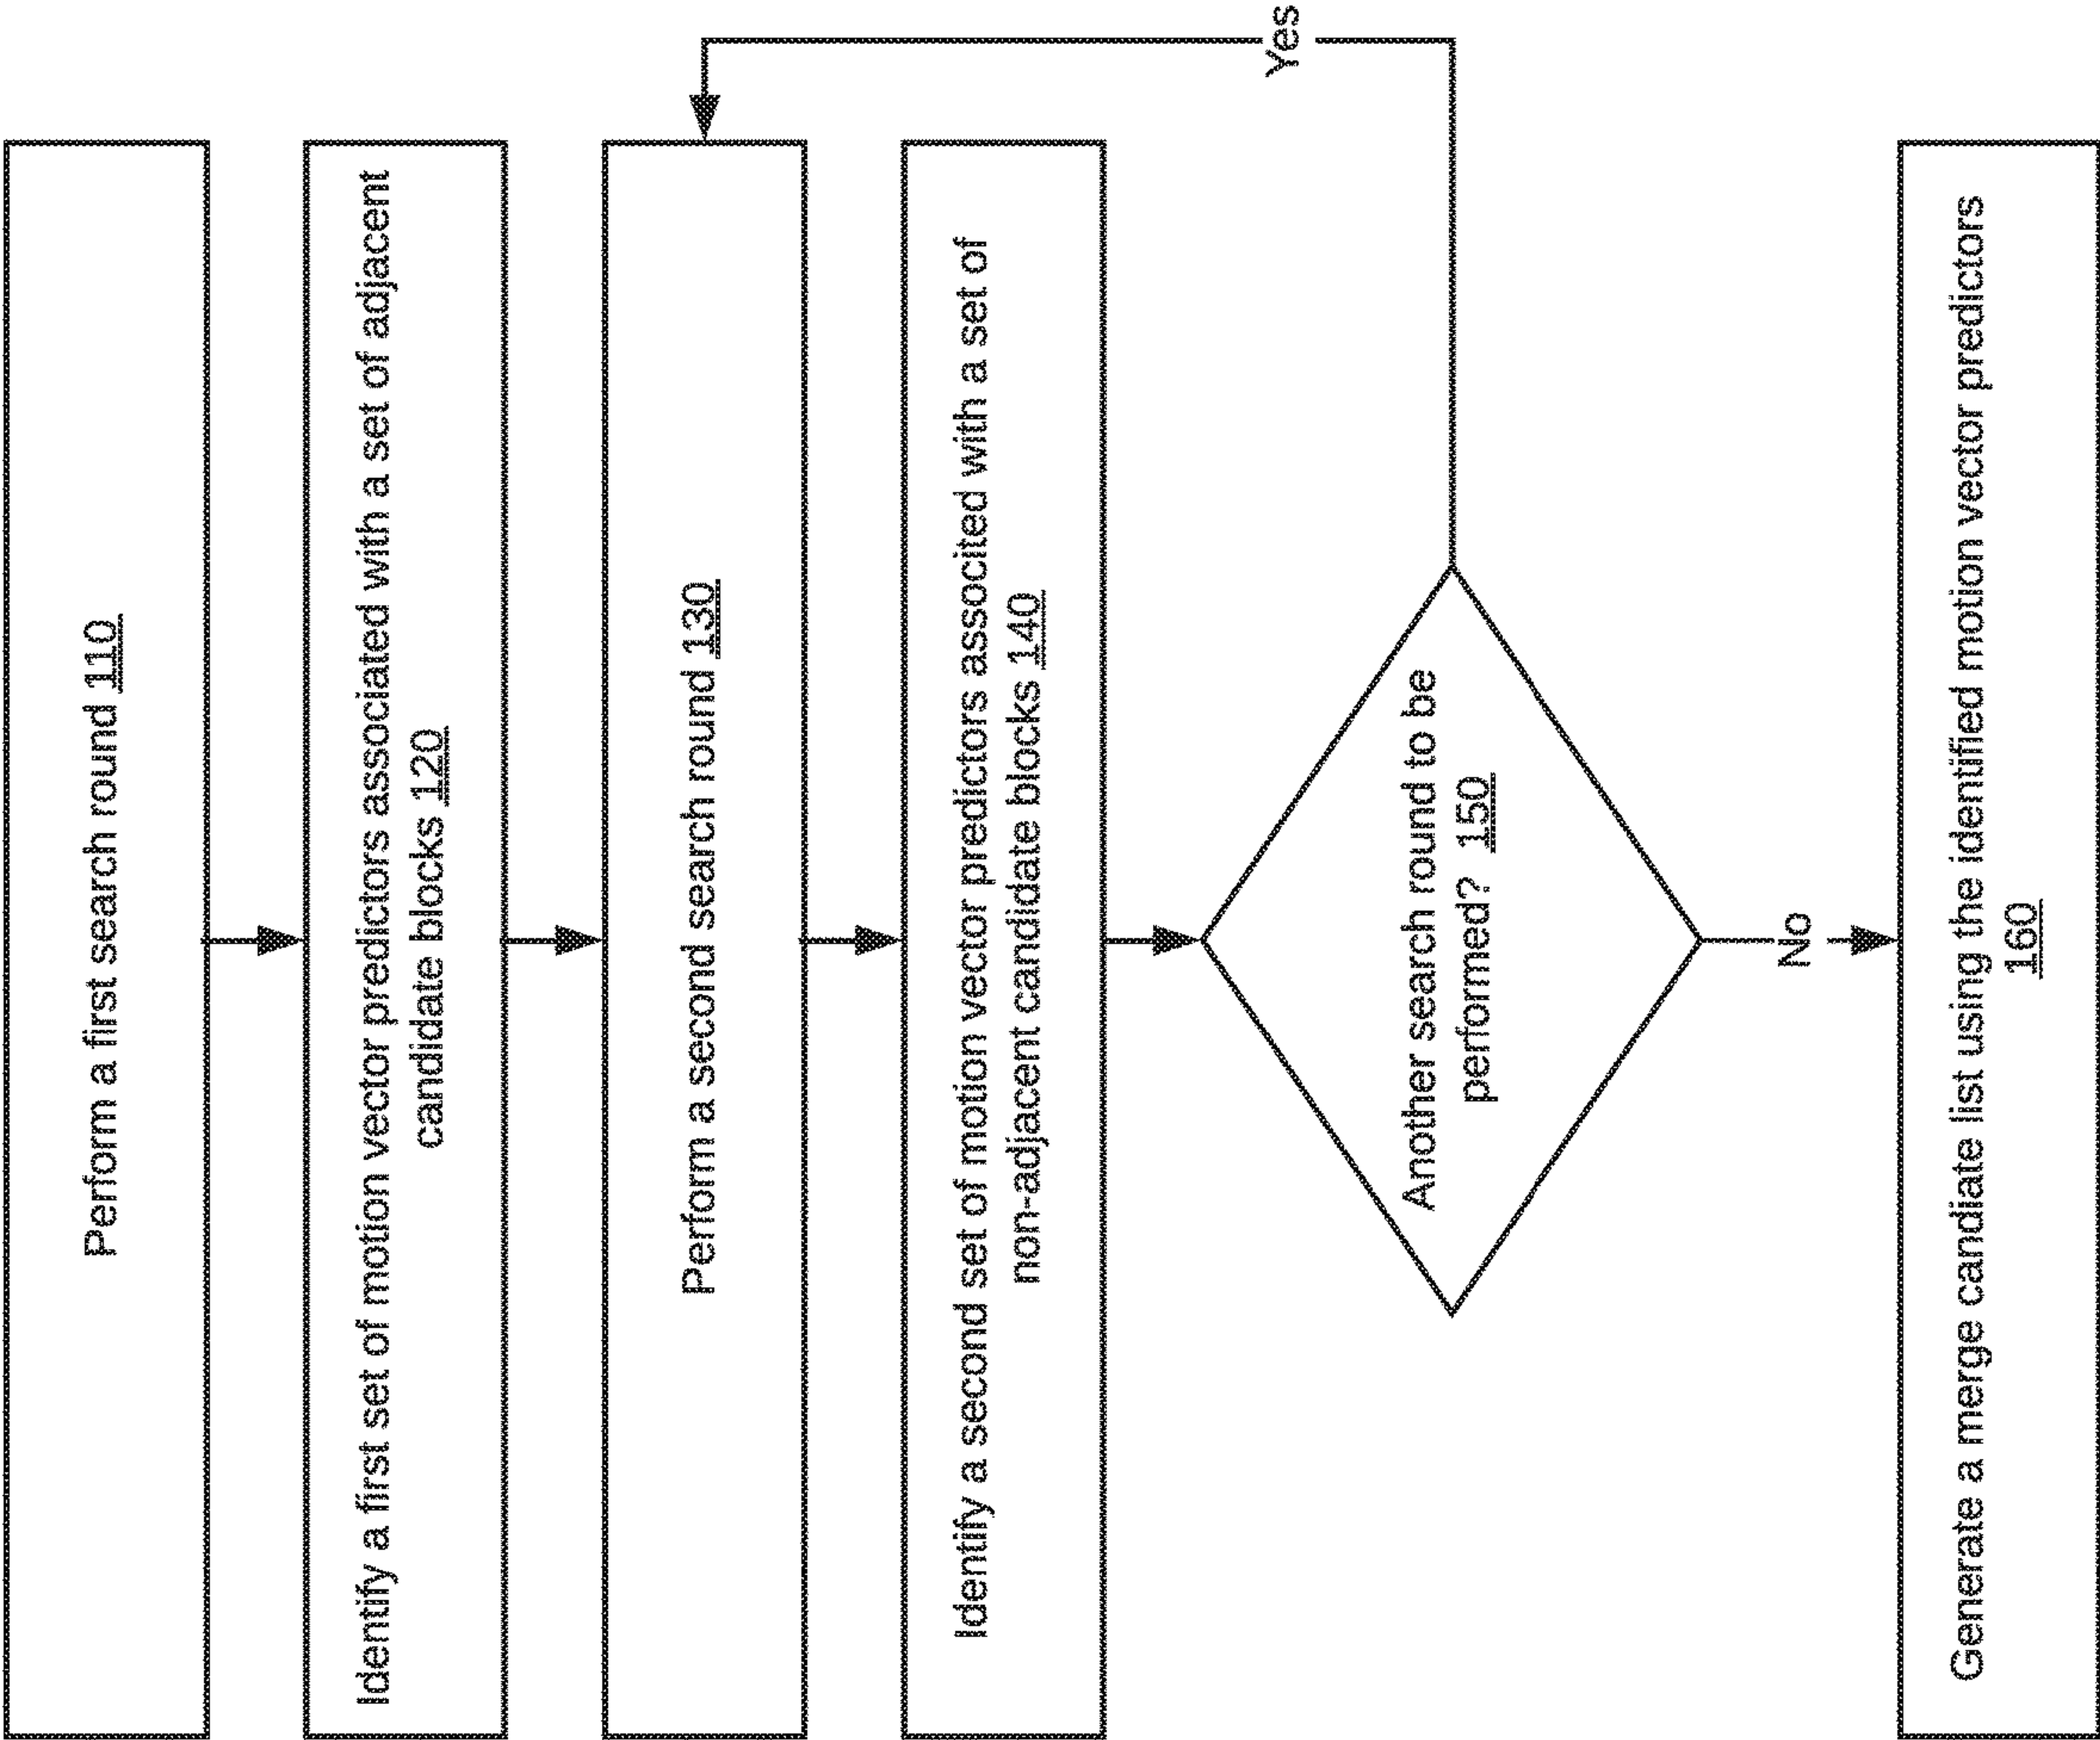 Perform a first search round 110
Identify a first set of motion vector predictors associated with a set of adjacent
candidate blocks 120
Perform a second search round 130
Identify a second set of motion vector predictors associted with a set of
non-adjacent candidate blocks 140
Another search round to be
performed? 150
Yes
No
Generate a merge candiate list using the identified motion vector predictors
160